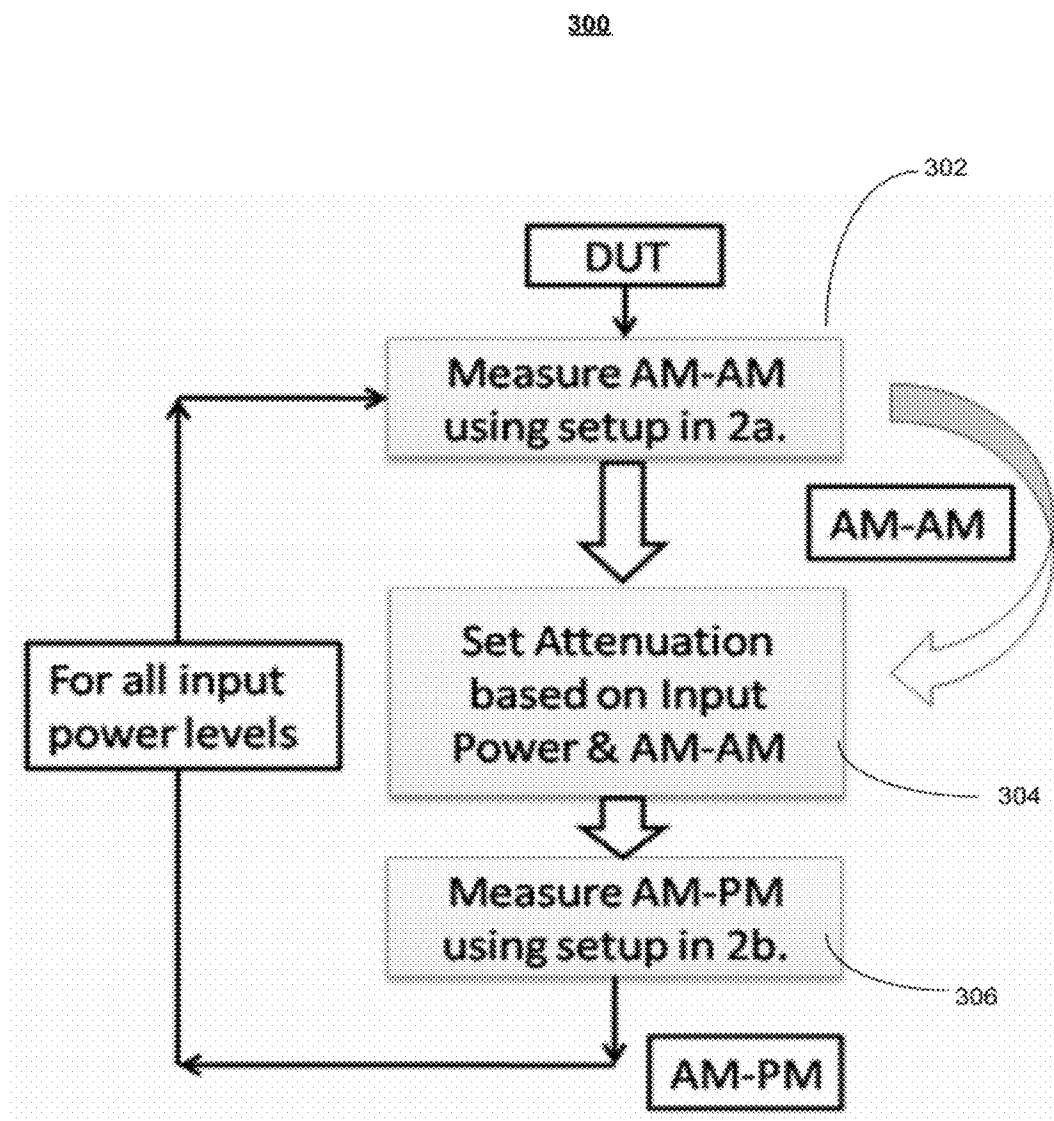 300
302
DUT
Measure AM-AM
using setup in 2a.
AM-AM
Set Attenuation
based on Input
Power & AM-AM
For all input
power levels
304
Measure AM-PM
using setup in 2b.
306
AM-PM